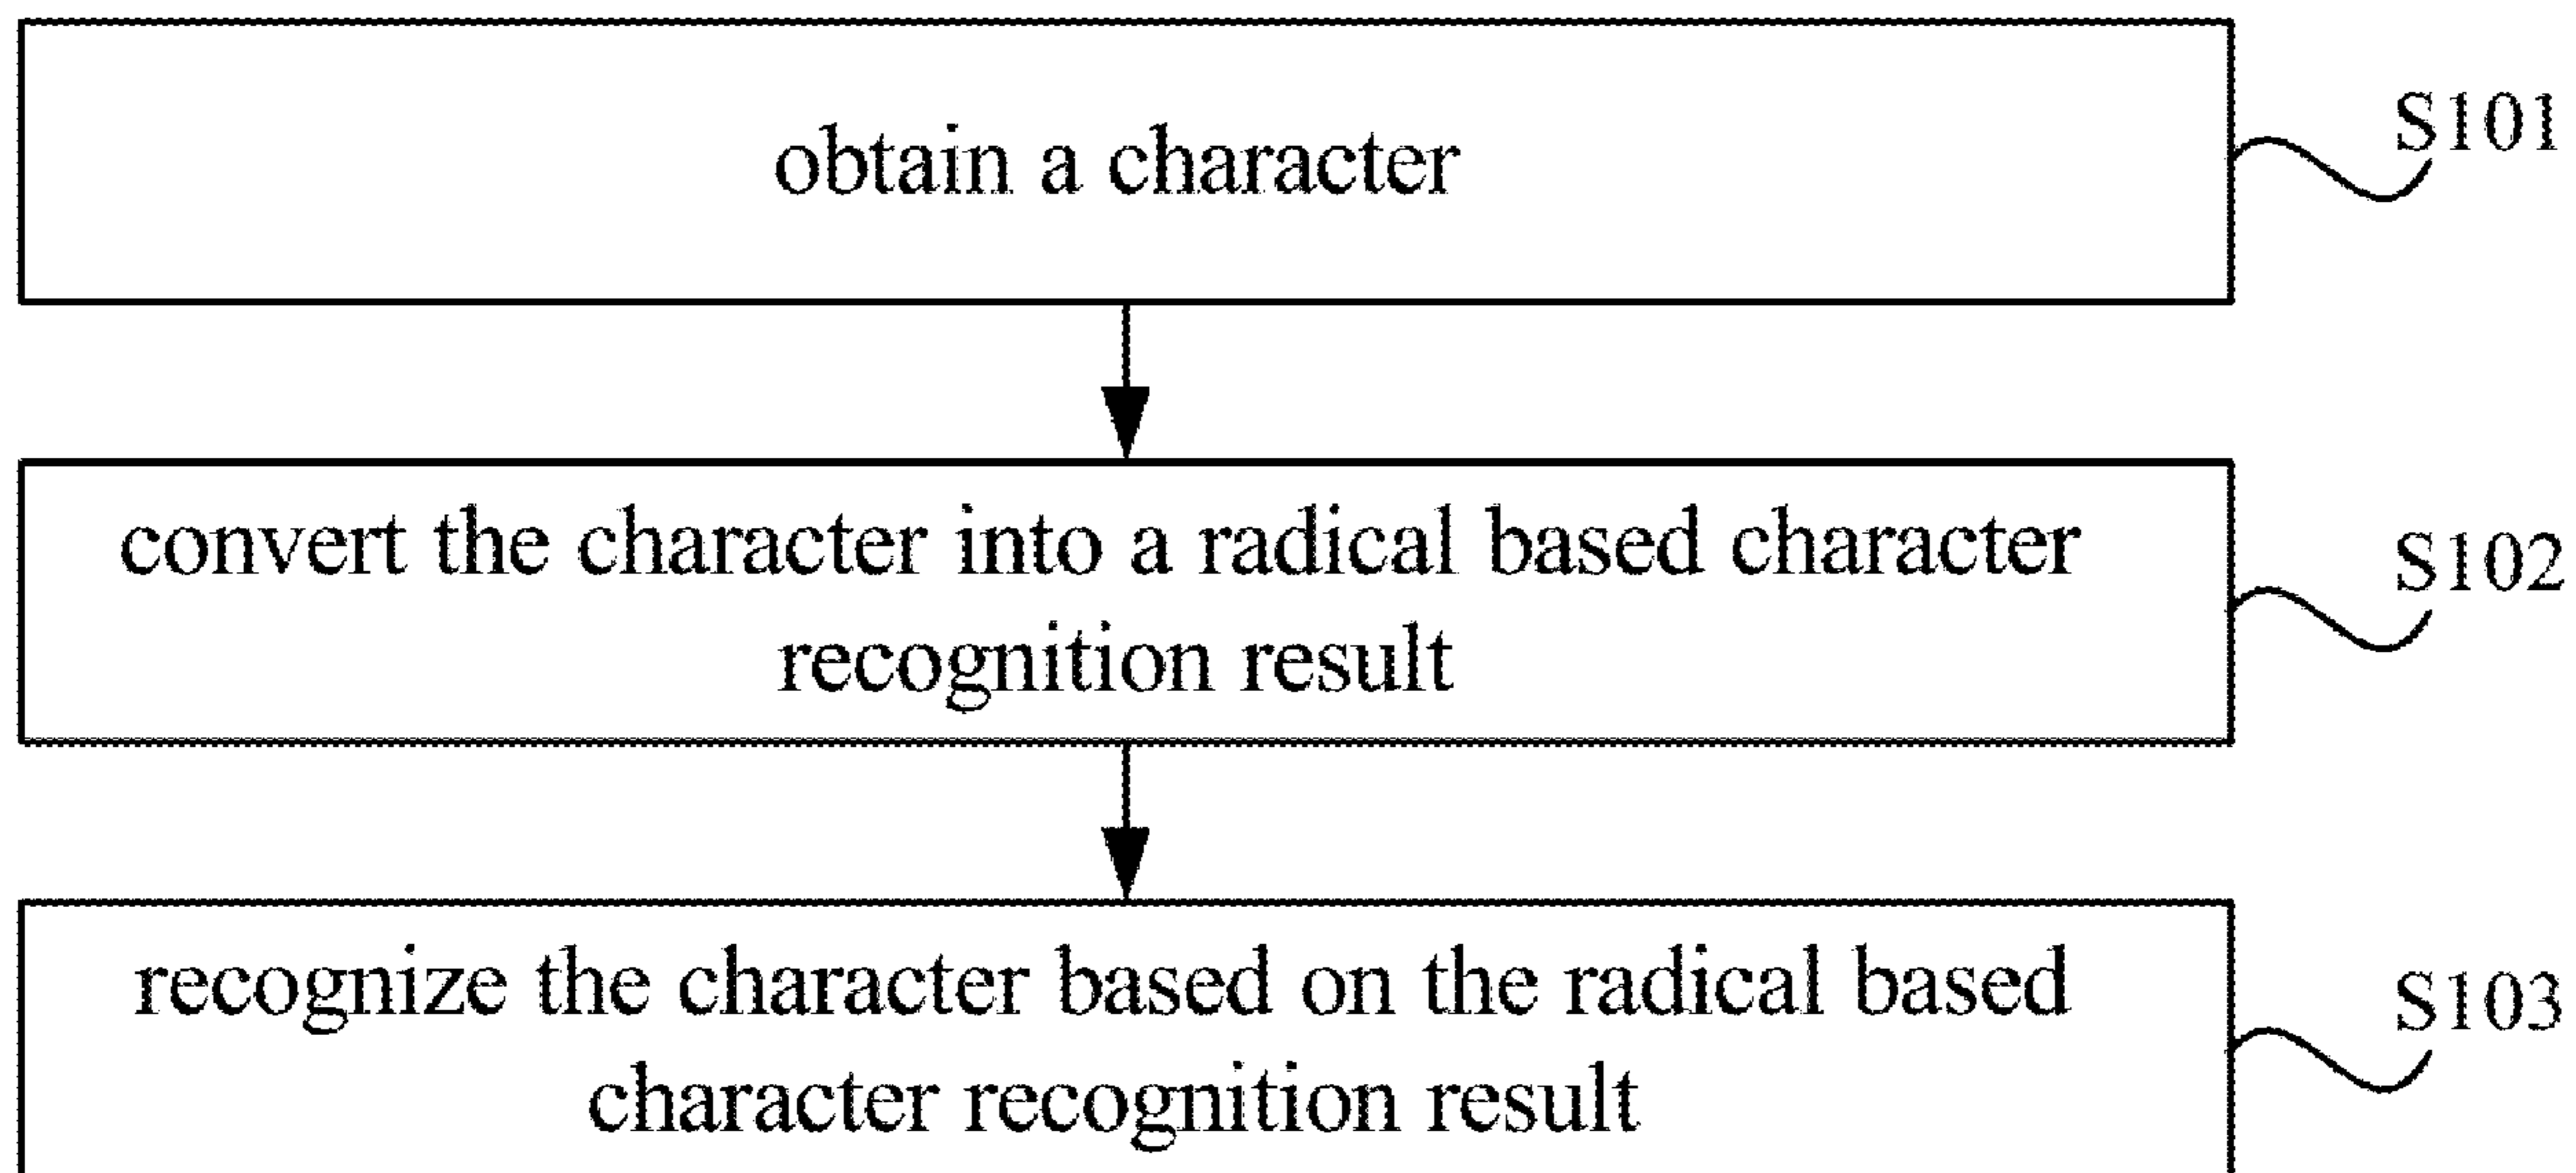 obtain a character
S101
convert the character into a radical based character
recognition result
S102
recognize the character based on the radical based
character recognition result
S103